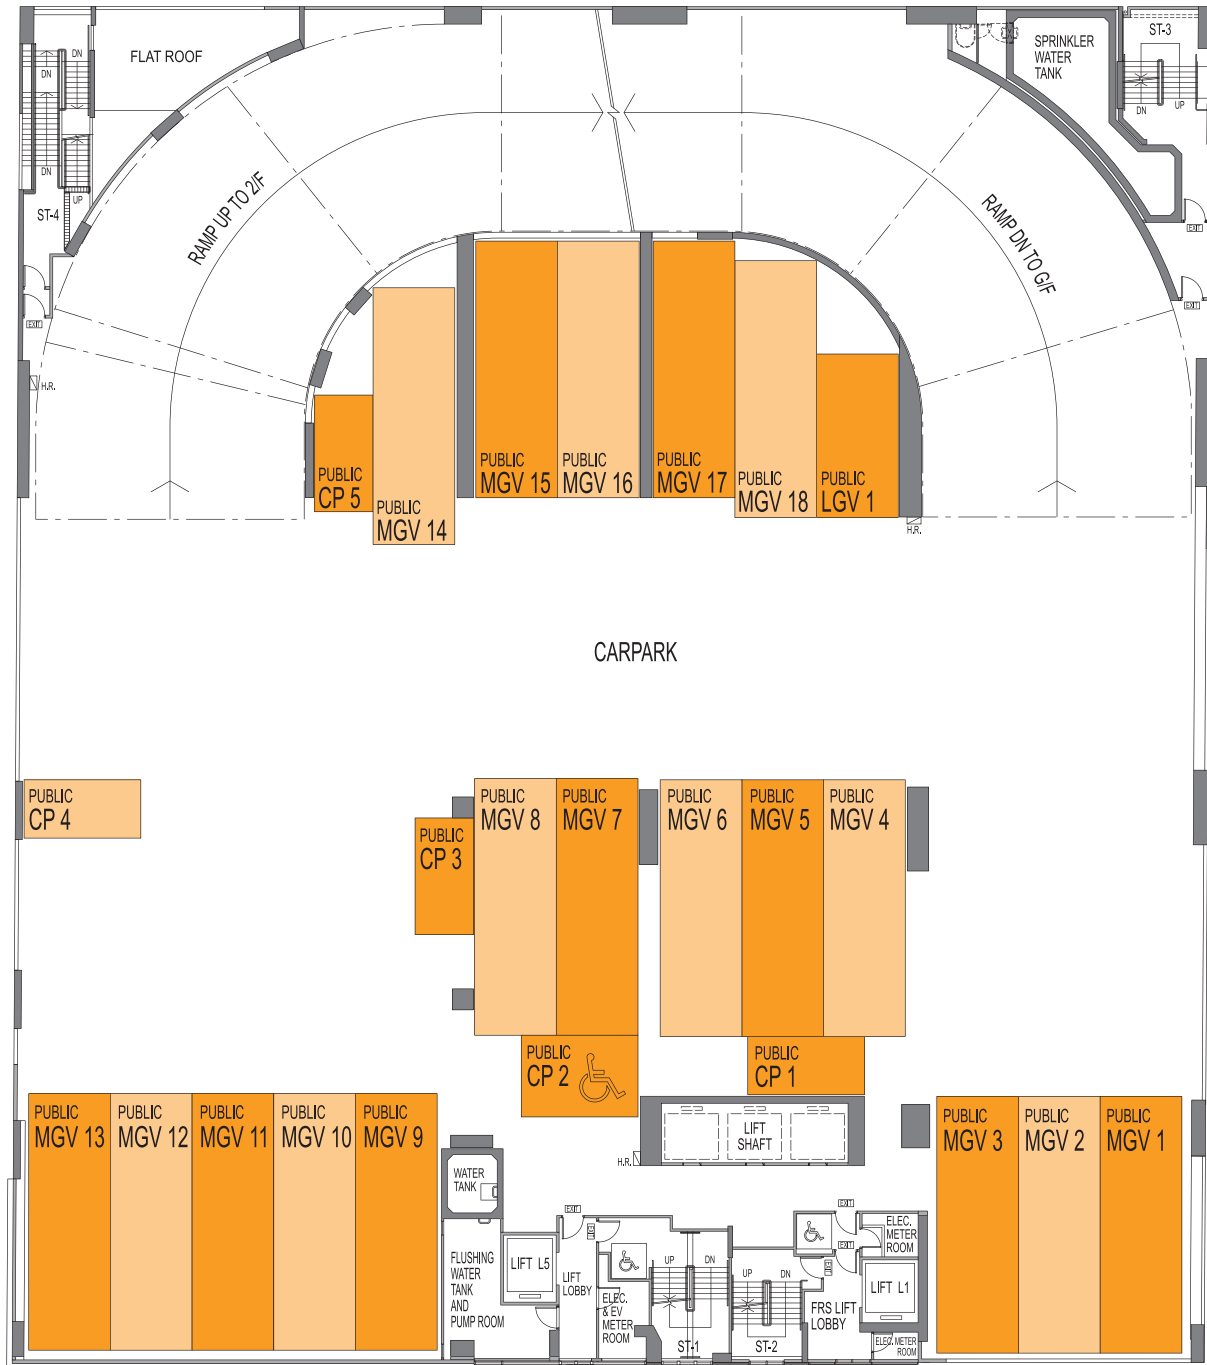 FLAT ROOF
SPRINKLER
WATER
TANK
ST-3
DN
DN
DN
UP
ST-4
UP
DN
RAMP UP TO 2/F
RAMP DN TO G/F
EXIT
EXIT
EXIT
H.R.
PUBLIC
CP 5
PUBLIC
MGV 14
PUBLIC
MGV 15
PUBLIC
MGV 16
PUBLIC
MGV 17
PUBLIC
MGV 18
PUBLIC
LGV 1
H.R.
CARPARK
PUBLIC
CP 4
PUBLIC
CP 3
PUBLIC
MGV 8
PUBLIC
MGV 7
PUBLIC
MGV 6
PUBLIC
MGV 5
PUBLIC
MGV 4
PUBLIC
CP 2
PUBLIC
CP 1
PUBLIC
MGV 13
PUBLIC
MGV 12
PUBLIC
MGV 11
PUBLIC
MGV 10
PUBLIC
MGV 9
LIFT
SHAFT
H.R.
PUBLIC
MGV 3
PUBLIC
MGV 2
PUBLIC
MGV 1
WATER
TANK
FLUSHING
WATER
TANK
AND
PUMP ROOM
LIFT L5
EXIT
EXIT
LIFT
LOBBY
ELEC.
& EV
METER
ROOM
UP
DN
ST-1
UP
DN
ST-2
EXIT
EXIT
EXIT
ELEC.
METER
ROOM
LIFT L1
FRS LIFT
LOBBY
ELEC. METER
ROOM